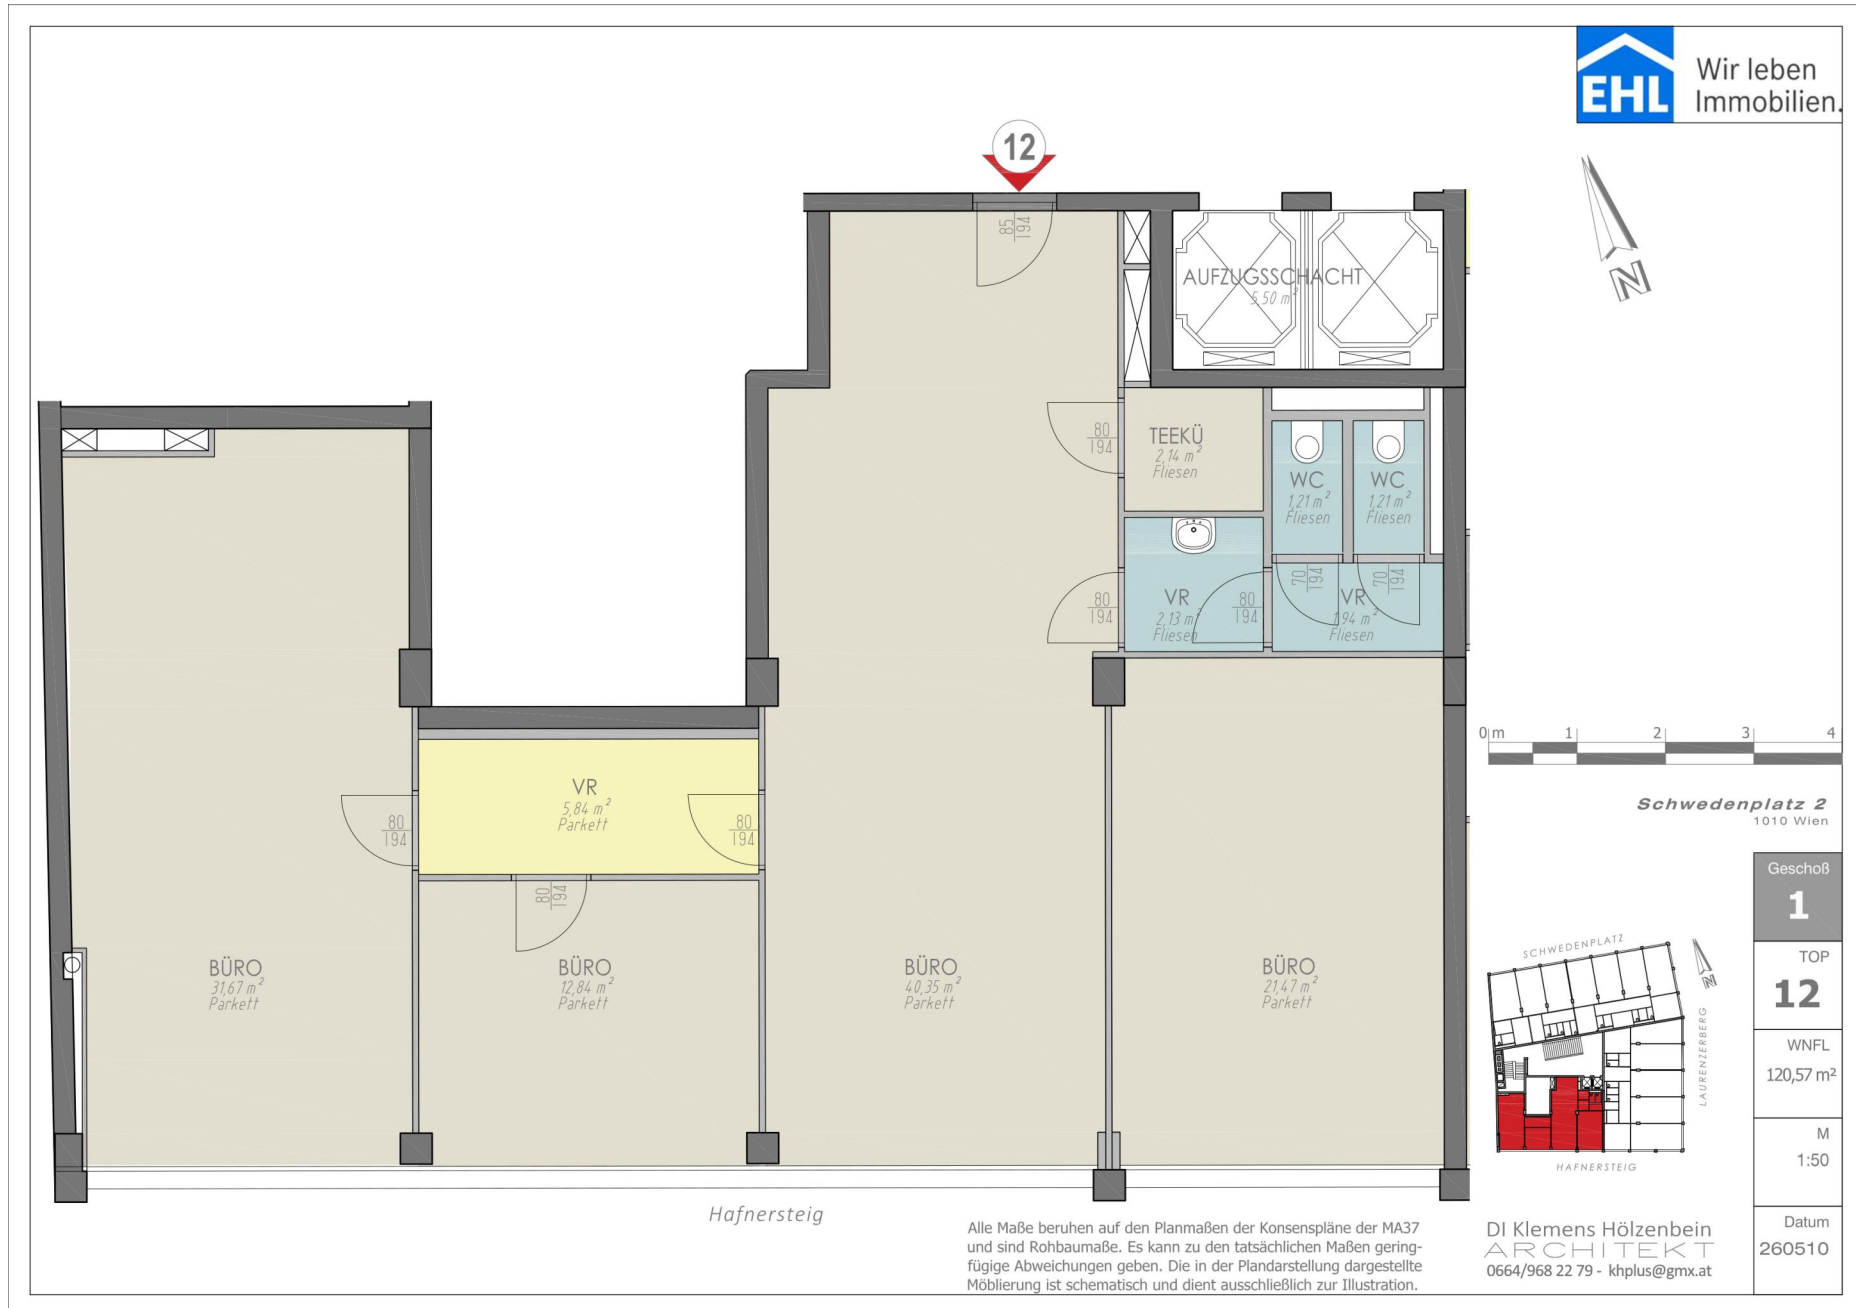 EHL
Wir leben
Immobilien.
12
N
85
194
AUFZUGSSCHACHT
5,50 m²
80
194
TEEKÜ
2,14 m²
Fliesen
WC
1,21 m²
Fliesen
WC
1,21 m²
Fliesen
80
194
VR
2,13 m²
Fliesen
80
194
70
194
VR
1,94 m²
Fliesen
70
194
0 m 1 2 3 4
VR
5,84 m²
Parkett
80
194
80
194
80
194
BÜRO
31,67 m²
Parkett
BÜRO
12,84 m²
Parkett
BÜRO
40,35 m²
Parkett
BÜRO
21,47 m²
Parkett
Schwedenplatz 2
1010 Wien
Geschoß
1
TOP
12
WNFL
120,57 m²
M
1:50
Datum
260510
SCHWEDENPLATZ
N
LAURENZERBERG
HAFNERSTEIG
Hafnersteig
Alle Maße beruhen auf den Planmaßen der Konsenspläne der MA37
und sind Rohbaumaße. Es kann zu den tatsächlichen Maßen gering-
fügige Abweichungen geben. Die in der Plandarstellung dargestellte
Möblierung ist schematisch und dient ausschließlich zur Illustration.
DI Klemens Hölzenbein
ARCHITEKT
0664/968 22 79 - khplus@gmx.at